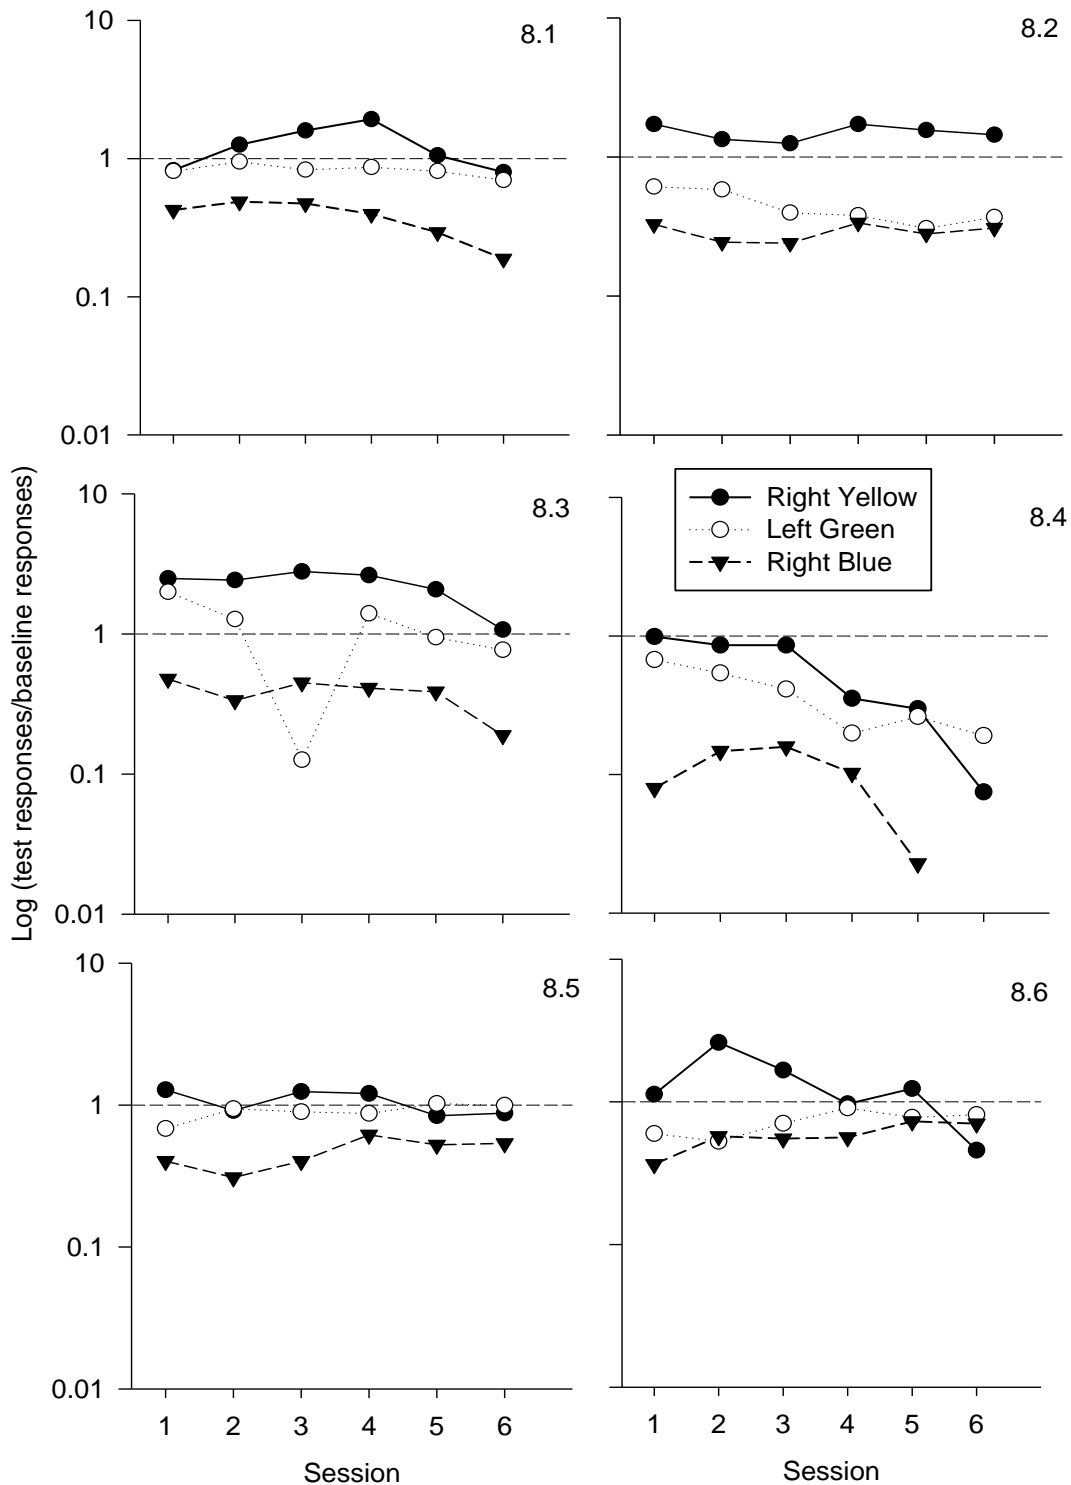 10
8.1
8.2
1
0.1
0.01
Log (test responses/baseline responses)
10
8.3
Right Yellow
Left Green
Right Blue
8.4
1
0.1
0.01
10
8.5
8.6
1
0.1
0.01
1 2 3 4 5 6
1 2 3 4 5 6
Session
Session